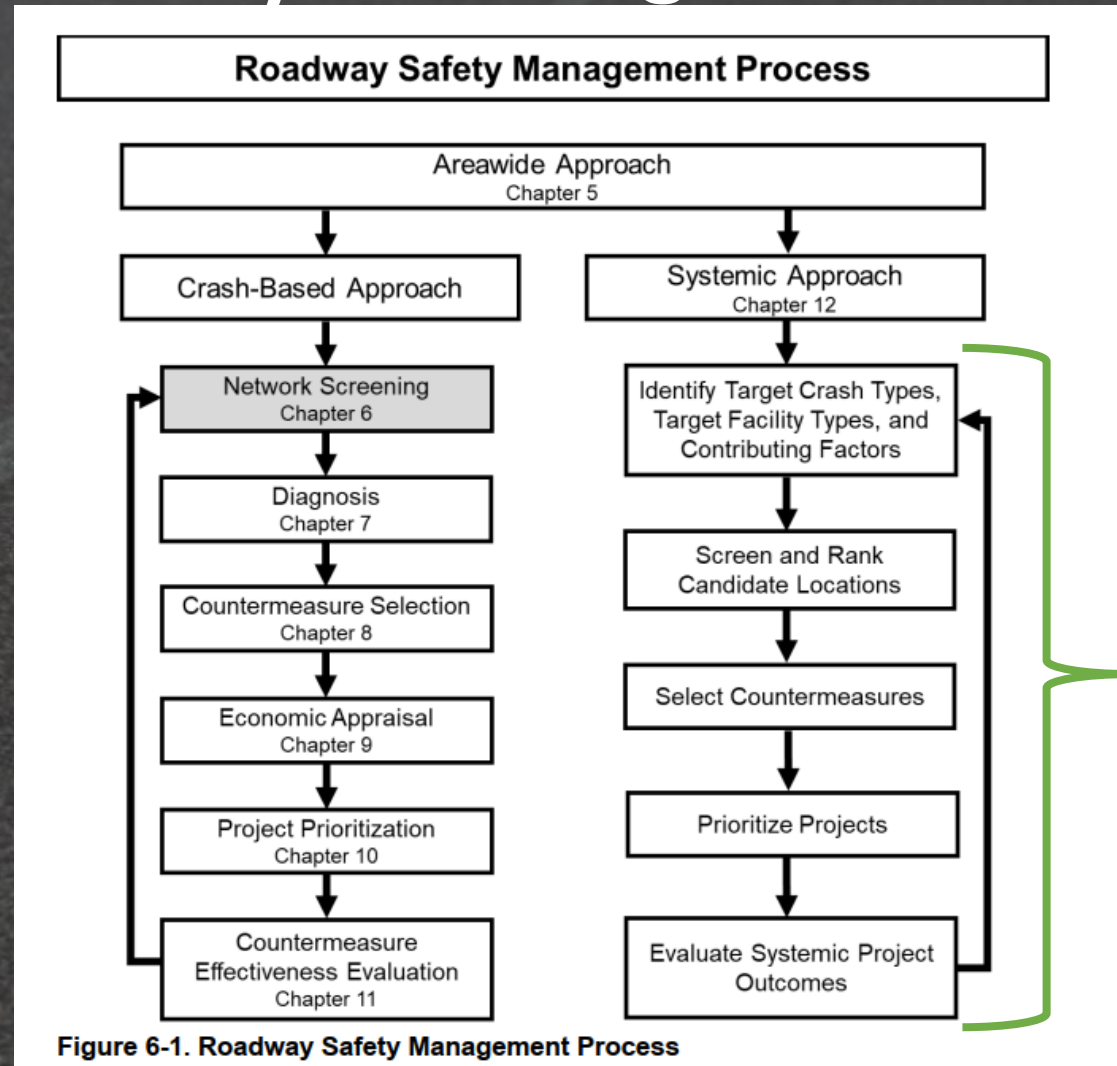 Roadway Safety Management Process
Areawide Approach
Chapter 5
Crash-Based Approach
Network Screening
Chapter 6
Diagnosis
Chapter 7
Countermeasure Selection
Chapter 8
Economic Appraisal
Chapter 9
Project Prioritization
Chapter 10
Countermeasure
Effectiveness Evaluation
Chapter 11
Systemic Approach
Chapter 12
Identify Target Crash Types,
Target Facility Types, and
Contributing Factors
Screen and Rank
Candidate Locations
Select Countermeasures
Prioritize Projects
Evaluate Systemic Project
Outcomes
Figure 6-1. Roadway Safety Management Process